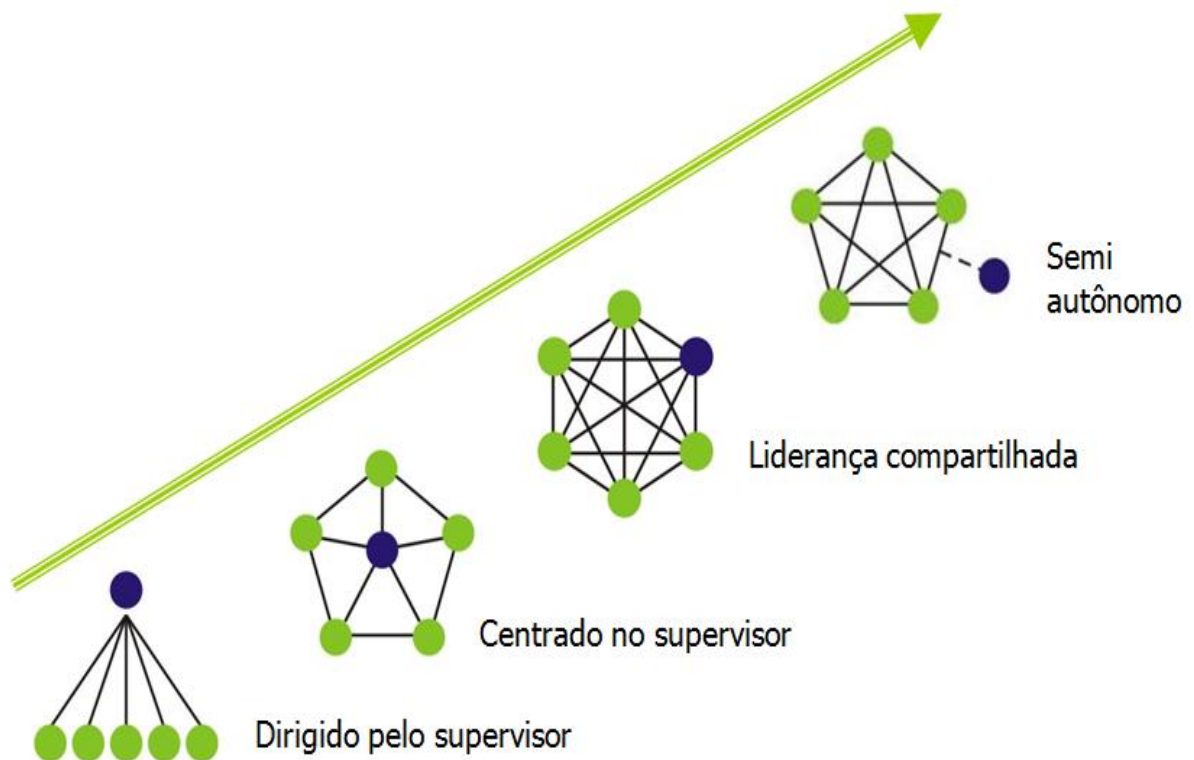 Semi
autônomo
Liderança compartilhada
Centrado no supervisor
Dirigido pelo supervisor